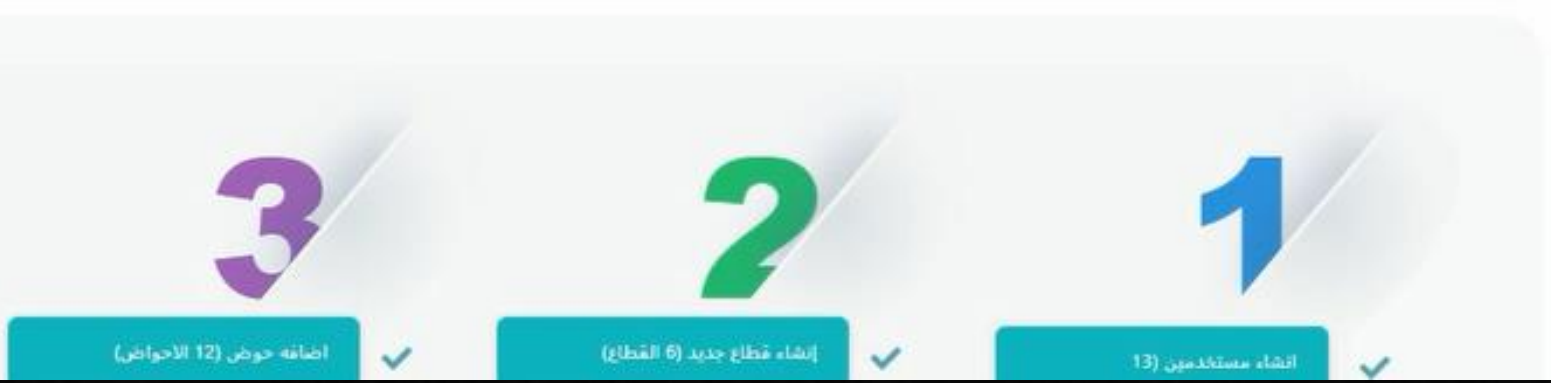 1
2
3
انشاء مستخدمين (13
إنشاء قطاع جديد (6 القطاع)
اضافه حوض (12 الاحواض)